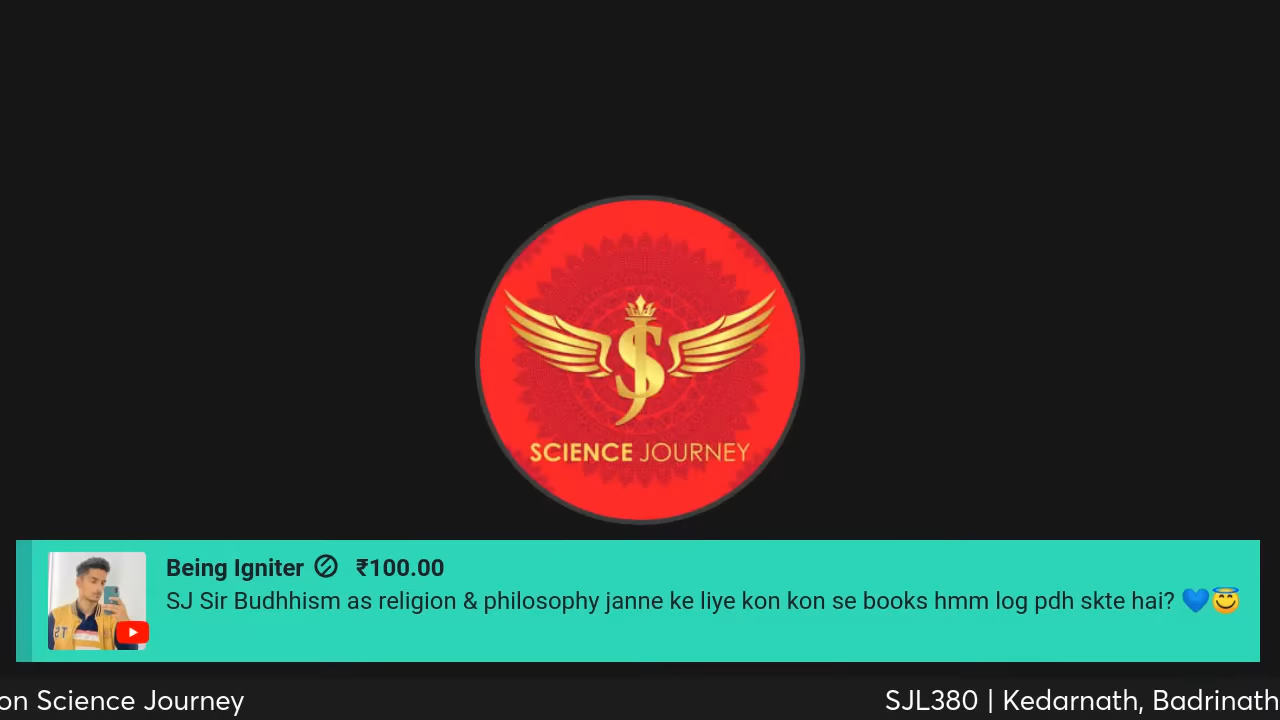 SJ
SCIENCE JOURNEY
Being Igniter ₹100.00
SJ Sir Budhhism as religion & philosophy janne ke liye kon kon se books hmm log pdh skte hai? 💙😇
on Science Journey
SJL380 | Kedarnath, Badrinath